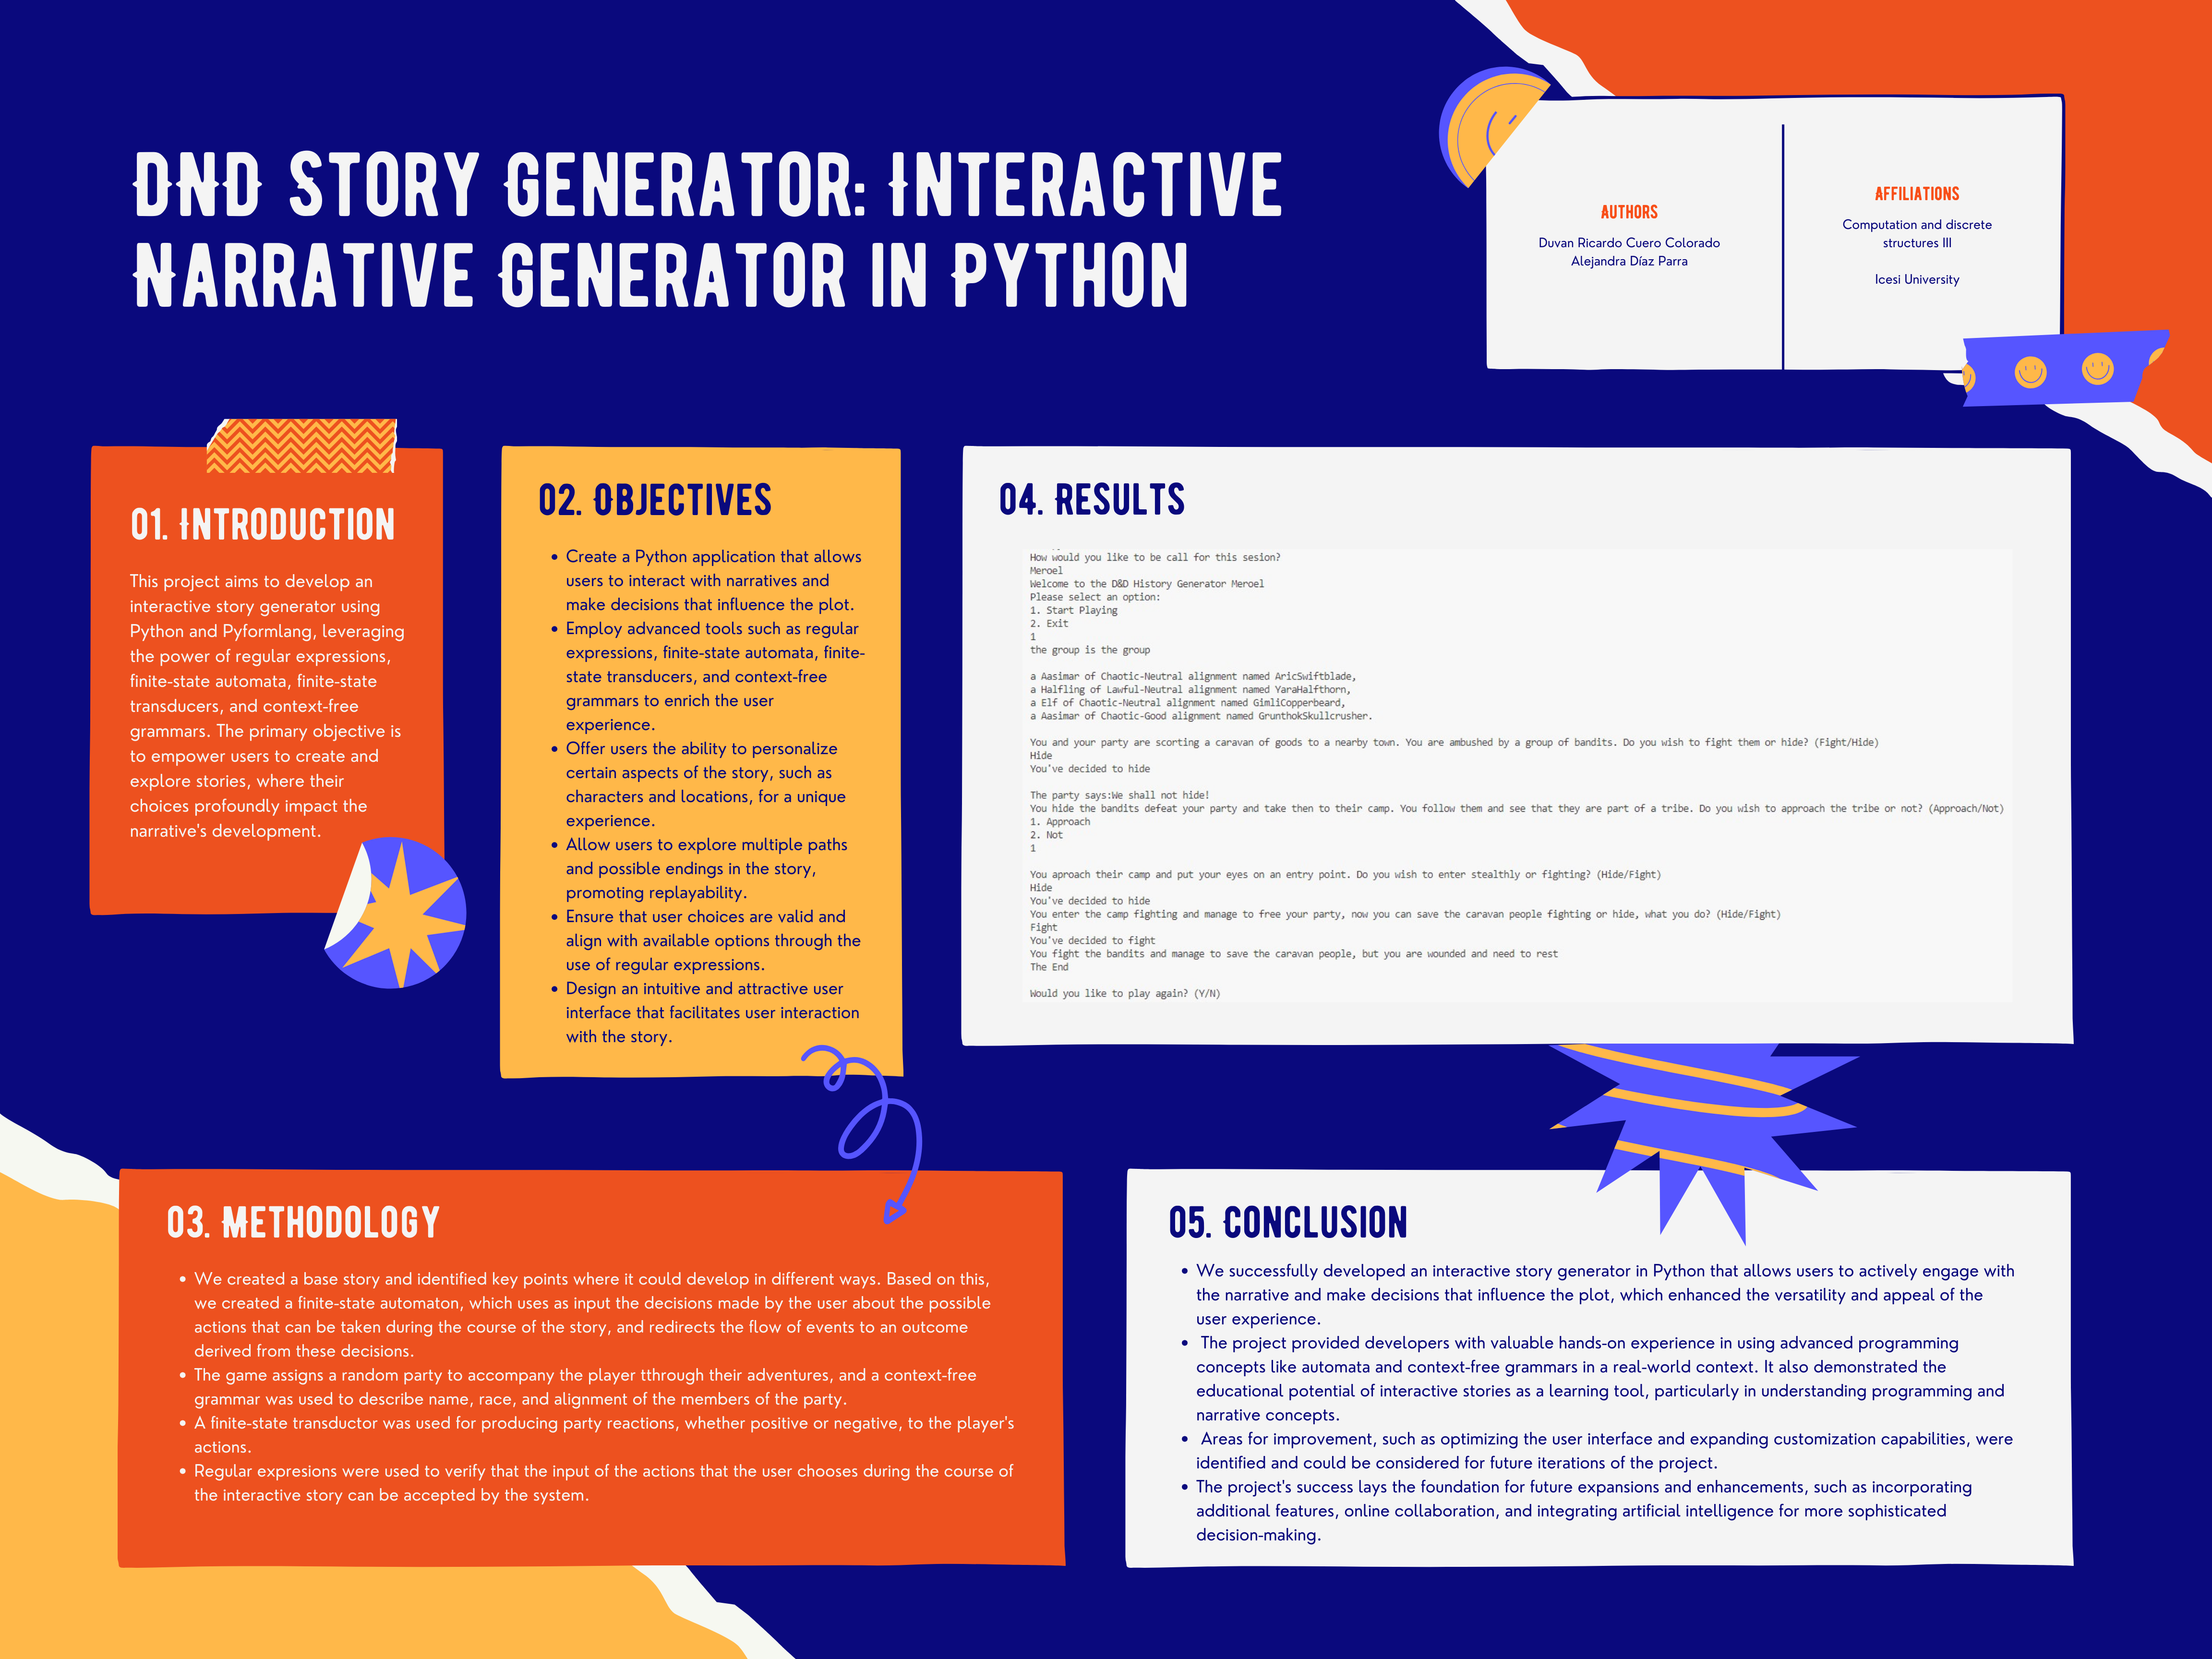 DND Story Generator: Interactive
Narrative Generator in Python
Authors
Duvan Ricardo Cuero Colorado
Alejandra Díaz Parra
Affiliations
Computation and discrete
structures III
Icesi University
01. Introduction
This project aims to develop an
interactive story generator using
Python and Pyformlang, leveraging
the power of regular expressions,
finite-state automata, finite-state
transducers, and context-free
grammars. The primary objective is
to empower users to create and
explore stories, where their
choices profoundly impact the
narrative's development.
02. Objectives
• Create a Python application that allows
users to interact with narratives and
make decisions that influence the plot.
• Employ advanced tools such as regular
expressions, finite-state automata, finite-
state transducers, and context-free
grammars to enrich the user
experience.
• Offer users the ability to personalize
certain aspects of the story, such as
characters and locations, for a unique
experience.
• Allow users to explore multiple paths
and possible endings in the story,
promoting replayability.
• Ensure that user choices are valid and
align with available options through the
use of regular expressions.
• Design an intuitive and attractive user
interface that facilitates user interaction
with the story.
03. Methodology
• We created a base story and identified key points where it could develop in different ways. Based on this,
we created a finite-state automaton, which uses as input the decisions made by the user about the possible
actions that can be taken during the course of the story, and redirects the flow of events to an outcome
derived from these decisions.
• The game assigns a random party to accompany the player tthrough their adventures, and a context-free
grammar was used to describe name, race, and alignment of the members of the party.
• A finite-state transductor was used for producing party reactions, whether positive or negative, to the player's
actions.
• Regular expresions were used to verify that the input of the actions that the user chooses during the course of
the interactive story can be accepted by the system.
04. Results
How would you like to be call for this sesion?
Meroel
Welcome to the D&D History Generator Meroel
Please select an option:
1. Start Playing
2. Exit
1
the group is the group
a Aasimar of Chaotic-Neutral alignment named AricSwiftblade,
a Halfling of Lawful-Neutral alignment named YaraHalfthorn,
a Elf of Chaotic-Neutral alignment named GimliCopperbeard,
a Aasimar of Chaotic-Good alignment named GrunthokSkullcrusher.
You and your party are scorting a caravan of goods to a nearby town. You are ambushed by a group of bandits. Do you wish to fight them or hide? (Fight/Hide)
Hide
You've decided to hide
The party says:We shall not hide!
You hide the bandits defeat your party and take then to their camp. You follow them and see that they are part of a tribe. Do you wish to approach the tribe or not? (Approach/Not)
1. Approach
2. Not
1
You aproach their camp and put your eyes on an entry point. Do you wish to enter stealthly or fighting? (Hide/Fight)
Hide
You've decided to hide
You enter the camp fighting and manage to free your party, now you can save the caravan people fighting or hide, what you do? (Hide/Fight)
Fight
You've decided to fight
You fight the bandits and manage to save the caravan people, but you are wounded and need to rest
The End
Would you like to play again? (Y/N)
05. Conclusion
• We successfully developed an interactive story generator in Python that allows users to actively engage with
the narrative and make decisions that influence the plot, which enhanced the versatility and appeal of the
user experience.
• The project provided developers with valuable hands-on experience in using advanced programming
concepts like automata and context-free grammars in a real-world context. It also demonstrated the
educational potential of interactive stories as a learning tool, particularly in understanding programming and
narrative concepts.
• Areas for improvement, such as optimizing the user interface and expanding customization capabilities, were
identified and could be considered for future iterations of the project.
• The project's success lays the foundation for future expansions and enhancements, such as incorporating
additional features, online collaboration, and integrating artificial intelligence for more sophisticated
decision-making.